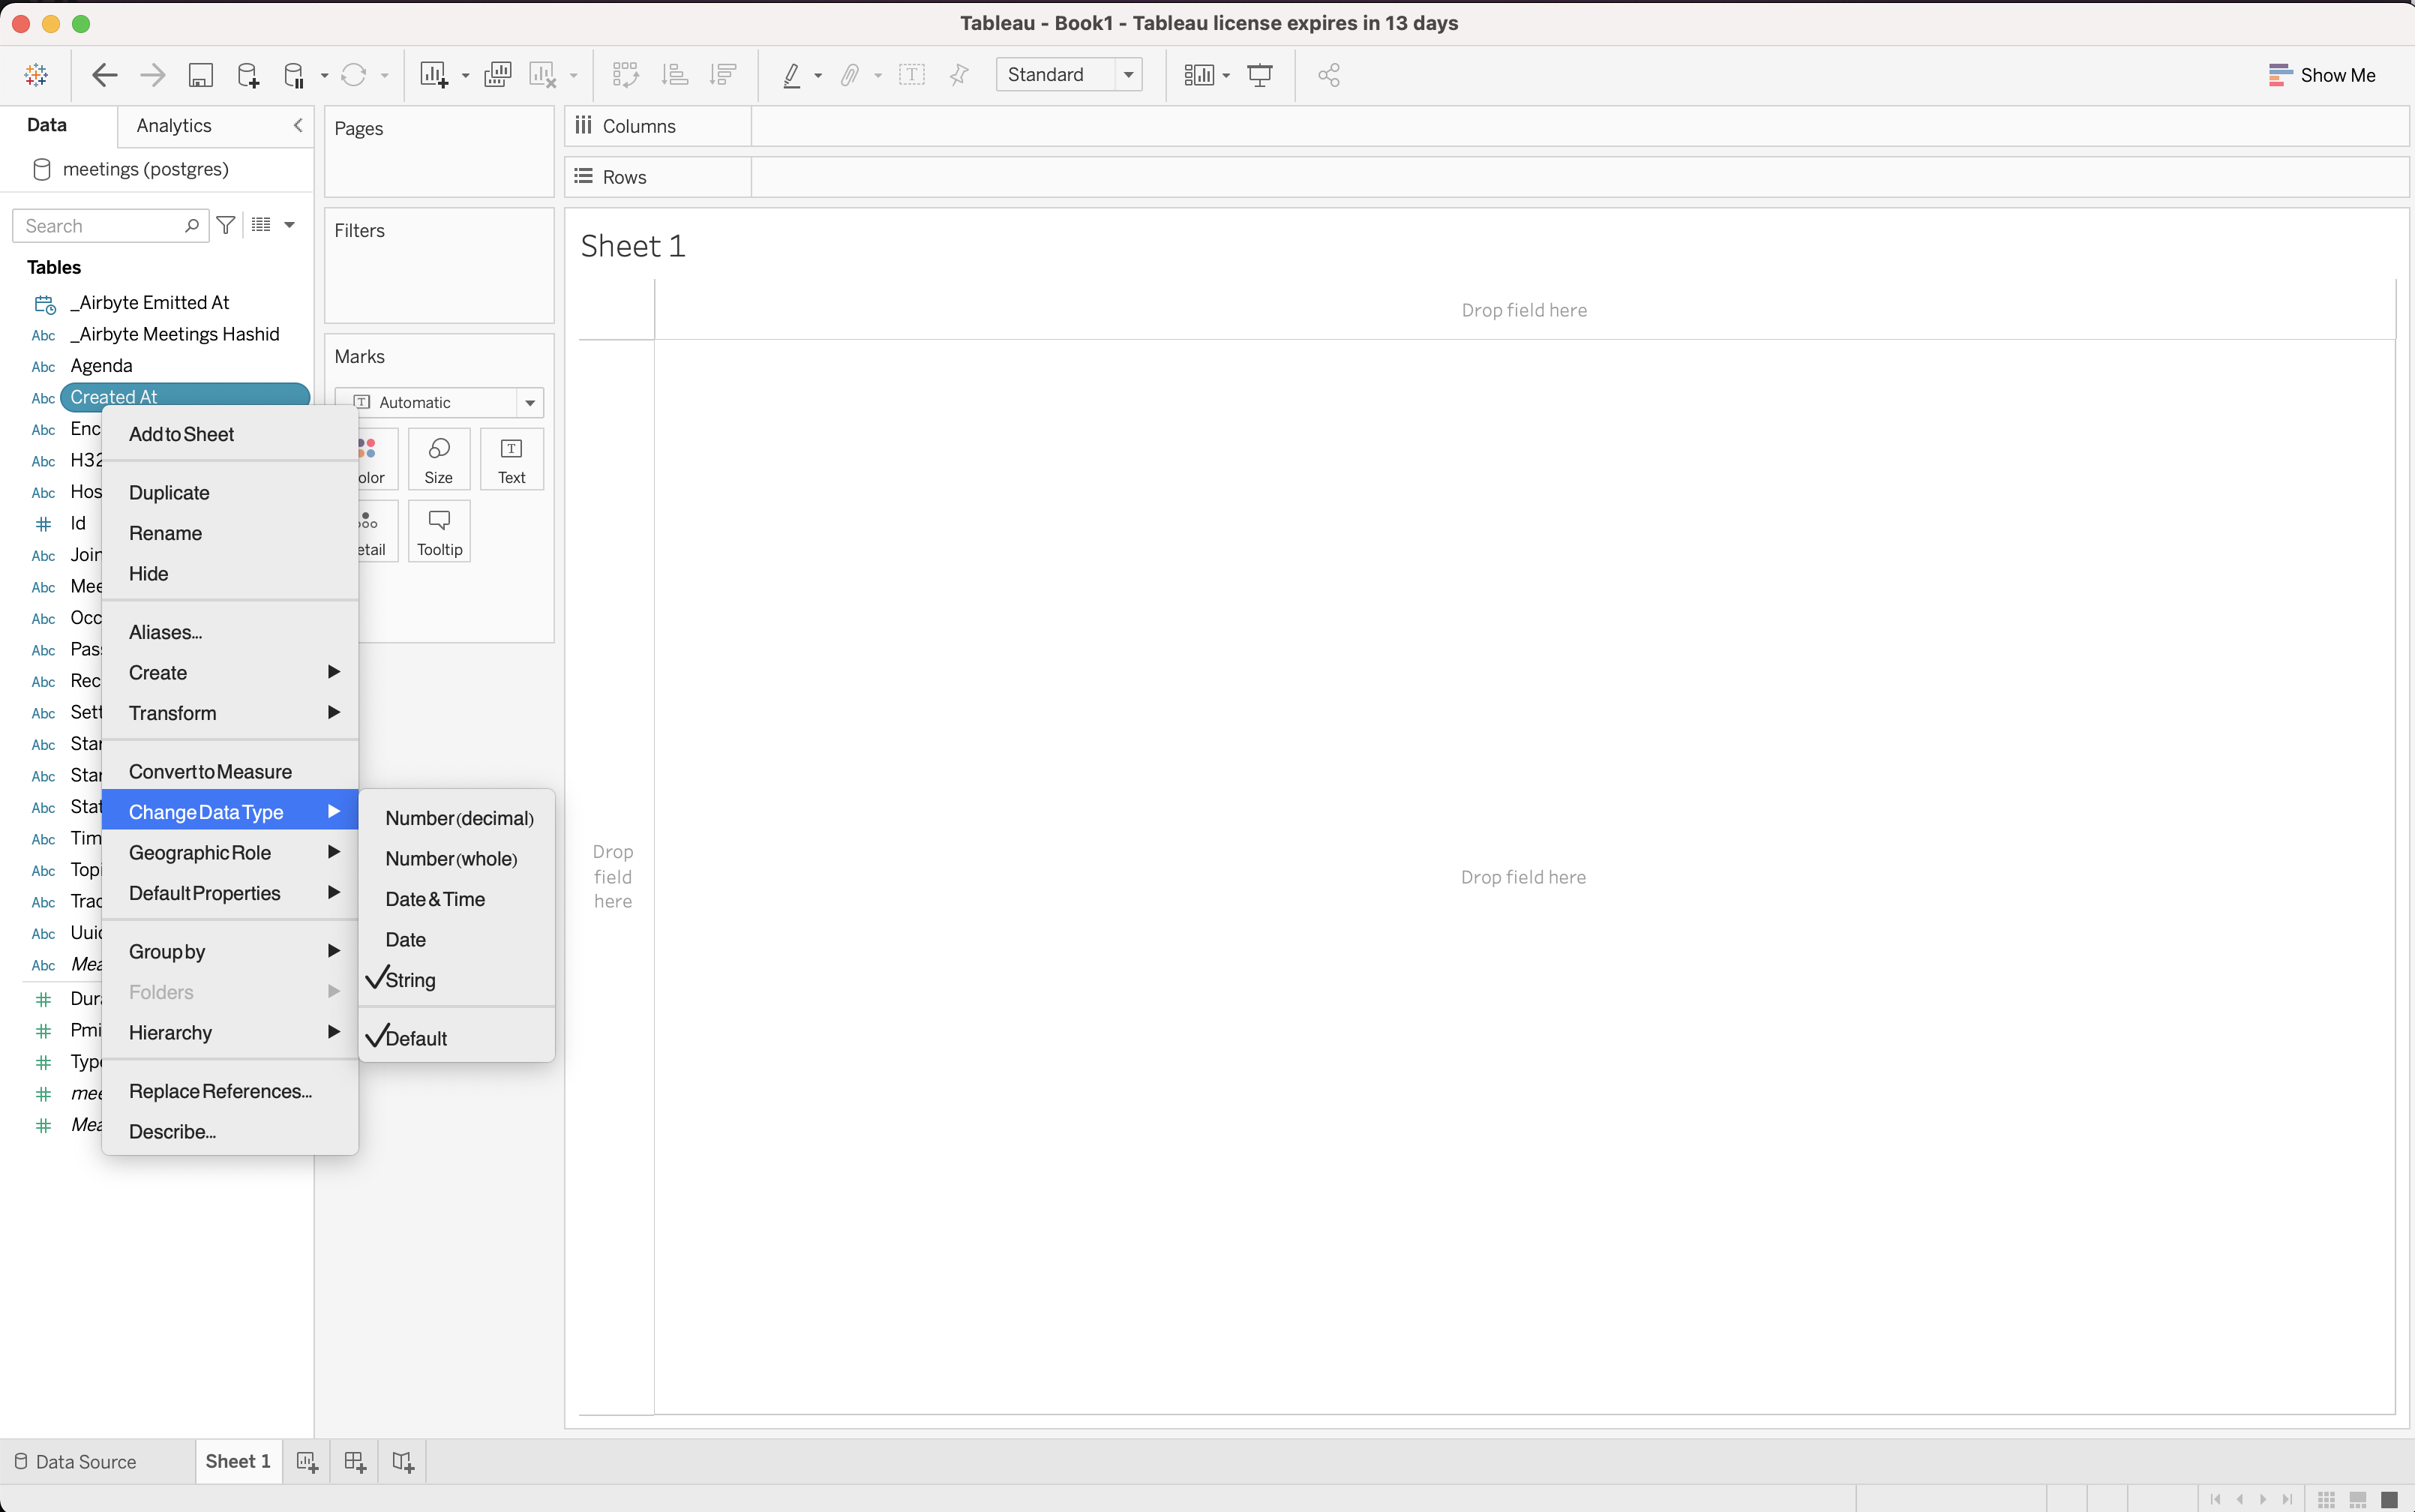 Tableau - Book1 - Tableau license expires in 13 days
Standard
Show Me
Data
Analytics
meetings (postgres)
Search
Tables
_Airbyte Emitted At
Abc _Airbyte Meetings Hashid
Abc Agenda
Abc Created At
Abc Enc
Abc H32
Abc Hos
Id
Abc Join
Abc Mee
Abc Occ
Abc Pas
Abc Rec
Abc Sett
Abc Star
Abc Star
Abc Stat
Abc Tim
Abc Topi
Abc Trac
Abc Uuid
Abc Mea
Dura
Pmi
Type
mee
Mea
Add to Sheet
Duplicate
Rename
Hide
Aliases...
Create
Transform
Convert to Measure
Change Data Type
Geographic Role
Default Properties
Group by
Folders
Hierarchy
Replace References...
Describe...
Number (decimal)
Number (whole)
Date & Time
Date
String
Default
Pages
Filters
Marks
Automatic
olor
Size
Text
etail
Tooltip
Columns
Rows
Sheet 1
Drop field here
Drop
field
here
Drop field here
Data Source
Sheet 1